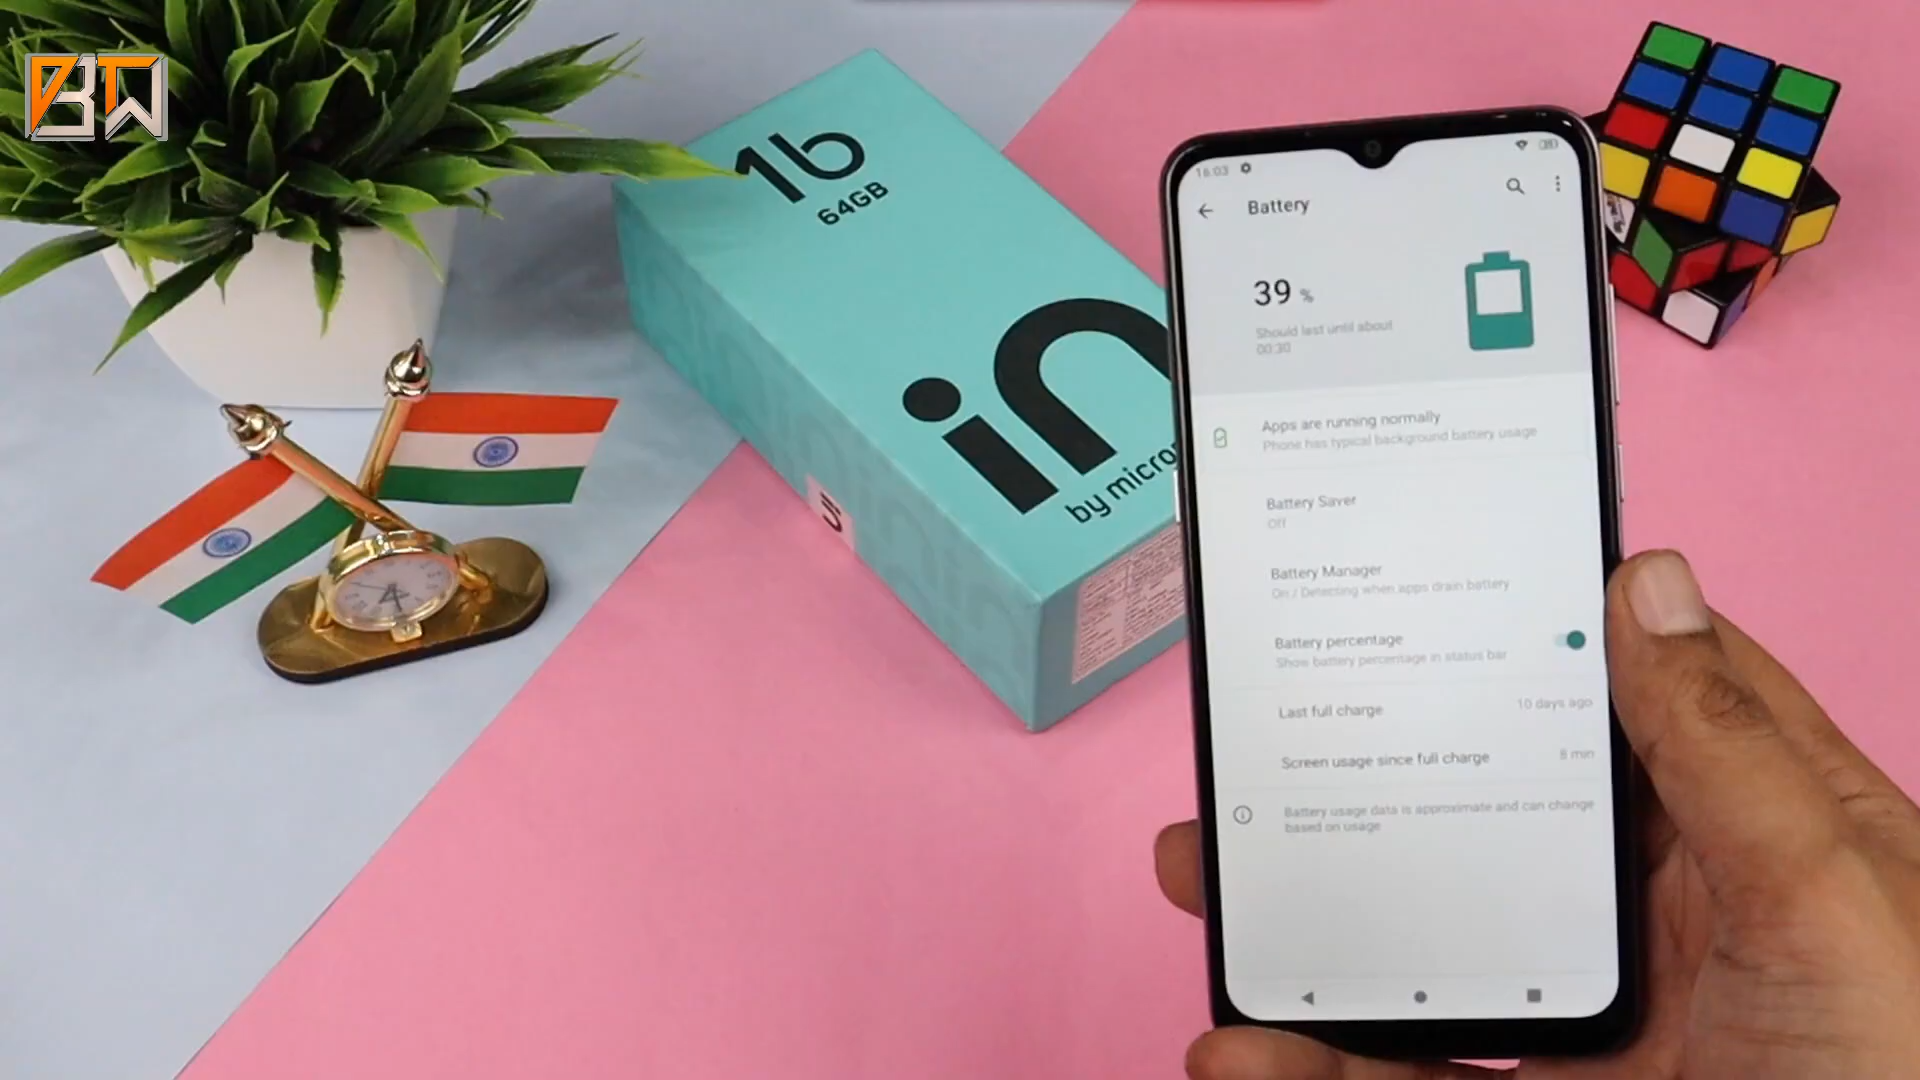 BTW
1b
64GB
in
by micro
16:03
Battery
39 %
Should last until about
00:30
Apps are running normally
Phone has typical background battery usage
Battery Saver
Off
Battery Manager
On / Detecting when apps drain battery
Battery percentage
Show battery percentage in status bar
Last full charge
10 days ago
Screen usage since full charge
8 min
Battery usage data is approximate and can change
based on usage